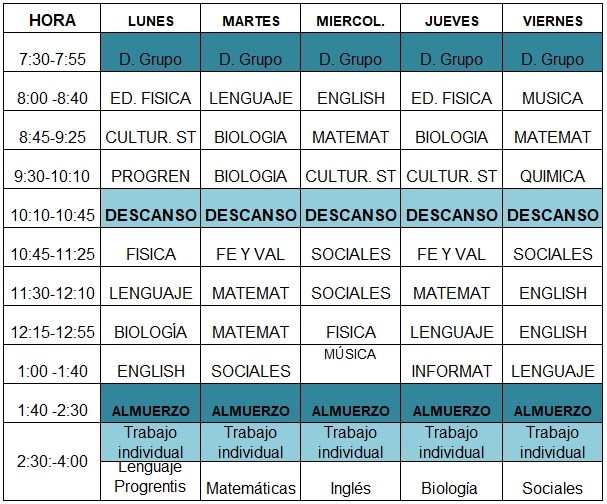 HORA LUNES MARTES MIERCOL. JUEVES VIERNES
7:30-7:55 D. Grupo D. Grupo D. Grupo D. Grupo D. Grupo
8:00 -8:40 ED. FISICA LENGUAJE ENGLISH ED. FISICA MUSICA
8:45-9:25 CULTUR. ST BIOLOGIA MATEMAT BIOLOGIA MATEMAT
9:30-10:10 PROGREN BIOLOGIA CULTUR. ST CULTUR. ST QUIMICA
10:10-10:45 DESCANSO DESCANSO DESCANSO DESCANSO DESCANSO
10:45-11:25 FISICA FE Y VAL SOCIALES FE Y VAL SOCIALES
11:30-12:10 LENGUAJE MATEMAT SOCIALES MATEMAT ENGLISH
12:15-12:55 BIOLOGÍA MATEMAT FISICA LENGUAJE ENGLISH
1:00 -1:40 ENGLISH SOCIALES MÚSICA INFORMAT LENGUAJE
1:40 -2:30 ALMUERZO ALMUERZO ALMUERZO ALMUERZO ALMUERZO
2:30:-4:00 Trabajo individual Trabajo individual Trabajo individual Trabajo individual Trabajo individual
Lenguaje Progrentis Matemáticas Inglés Biología Sociales